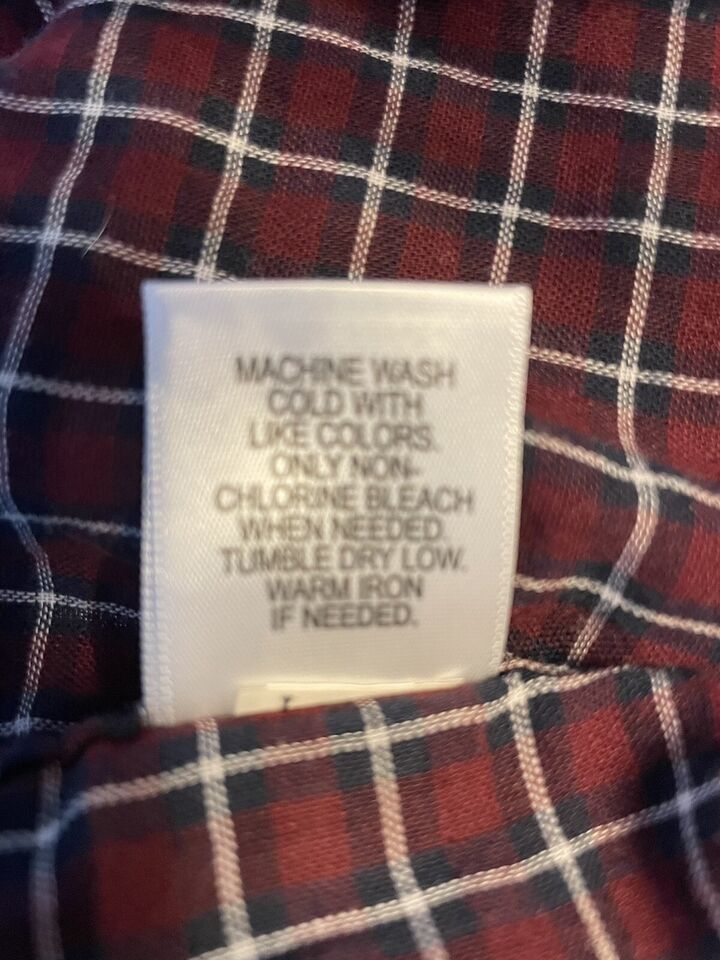 MACHINE WASH
COLD WITH
LIKE COLORS.
ONLY NON-
CHLORINE BLEACH
WHEN NEEDED.
TUMBLE DRY LOW.
WARM IRON
IF NEEDED.